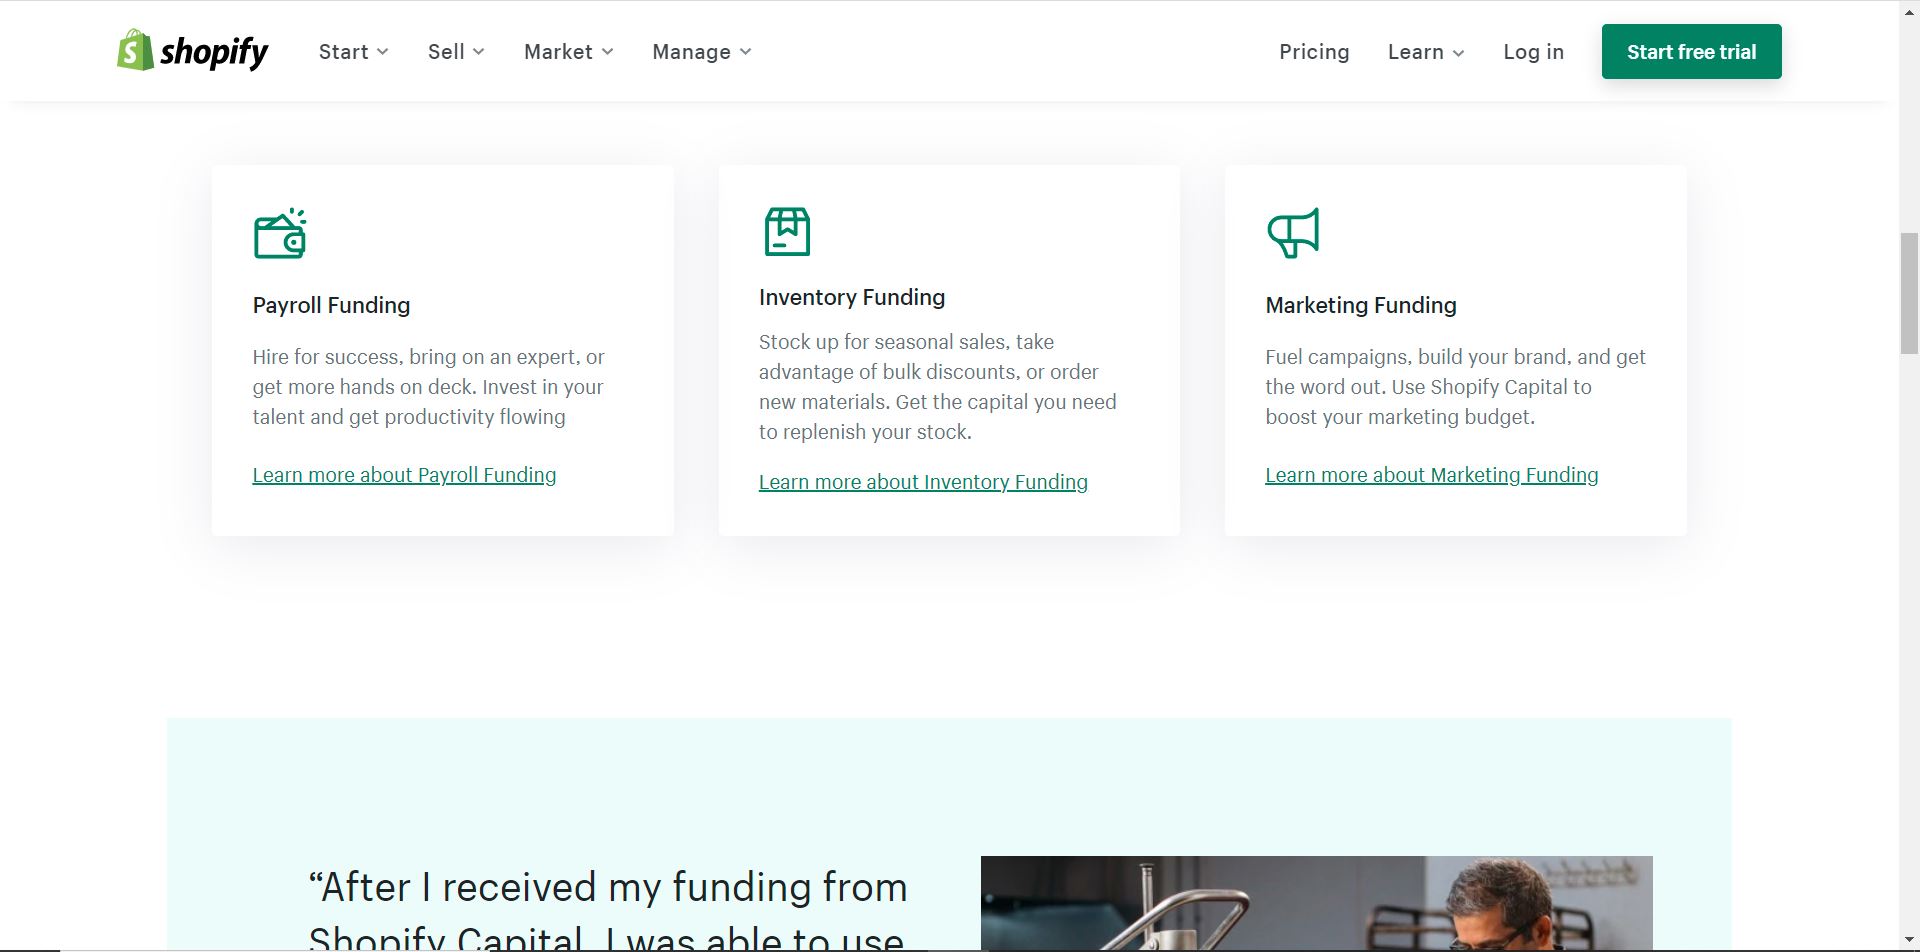 shopify
Start
Sell
Market
Manage
Pricing
Learn
Log in
Start free trial
Payroll Funding
Hire for success, bring on an expert, or
get more hands on deck. Invest in your
talent and get productivity flowing
Learn more about Payroll Funding
Inventory Funding
Stock up for seasonal sales, take
advantage of bulk discounts, or order
new materials. Get the capital you need
to replenish your stock.
Learn more about Inventory Funding
Marketing Funding
Fuel campaigns, build your brand, and get
the word out. Use Shopify Capital to
boost your marketing budget.
Learn more about Marketing Funding
“After I received my funding from
Shopify Capital, I was able to use